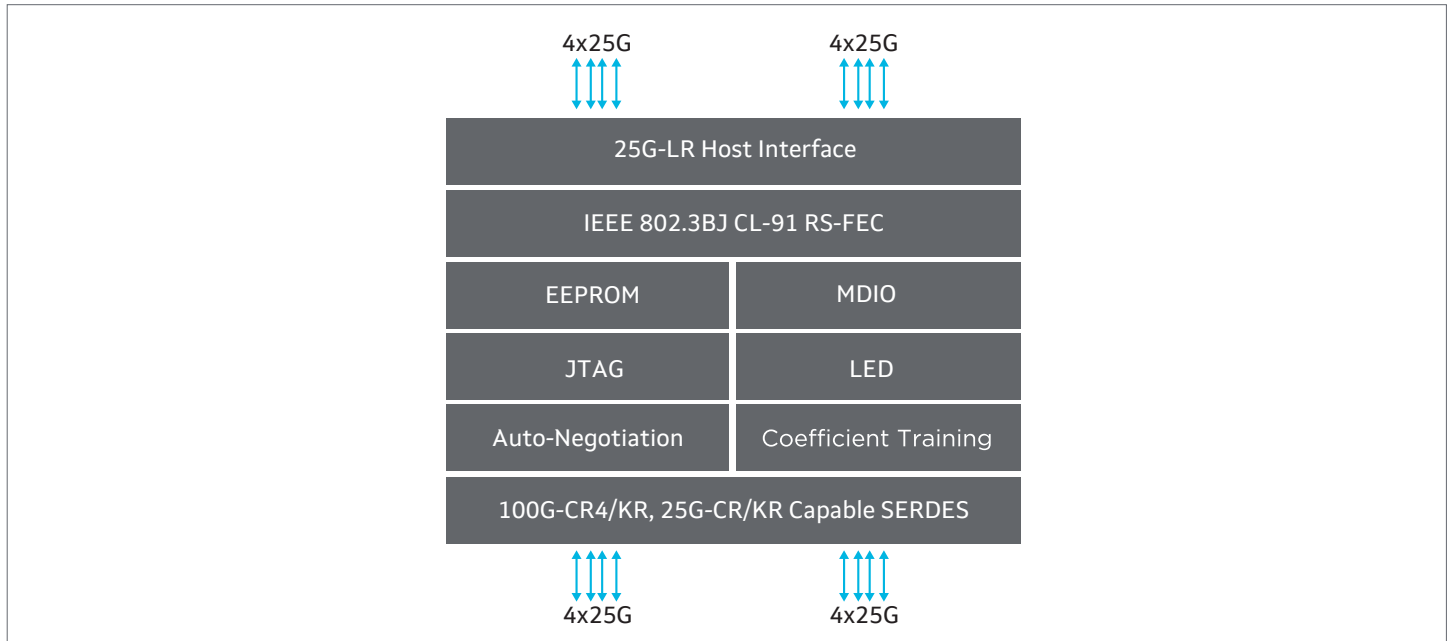 4x25G 4x25G
25G-LR Host Interface
IEEE 802.3BJ CL-91 RS-FEC
EEPROM MDIO
JTAG LED
Auto-Negotiation Coefficient Training
100G-CR4/KR, 25G-CR/KR Capable SERDES
4x25G 4x25G